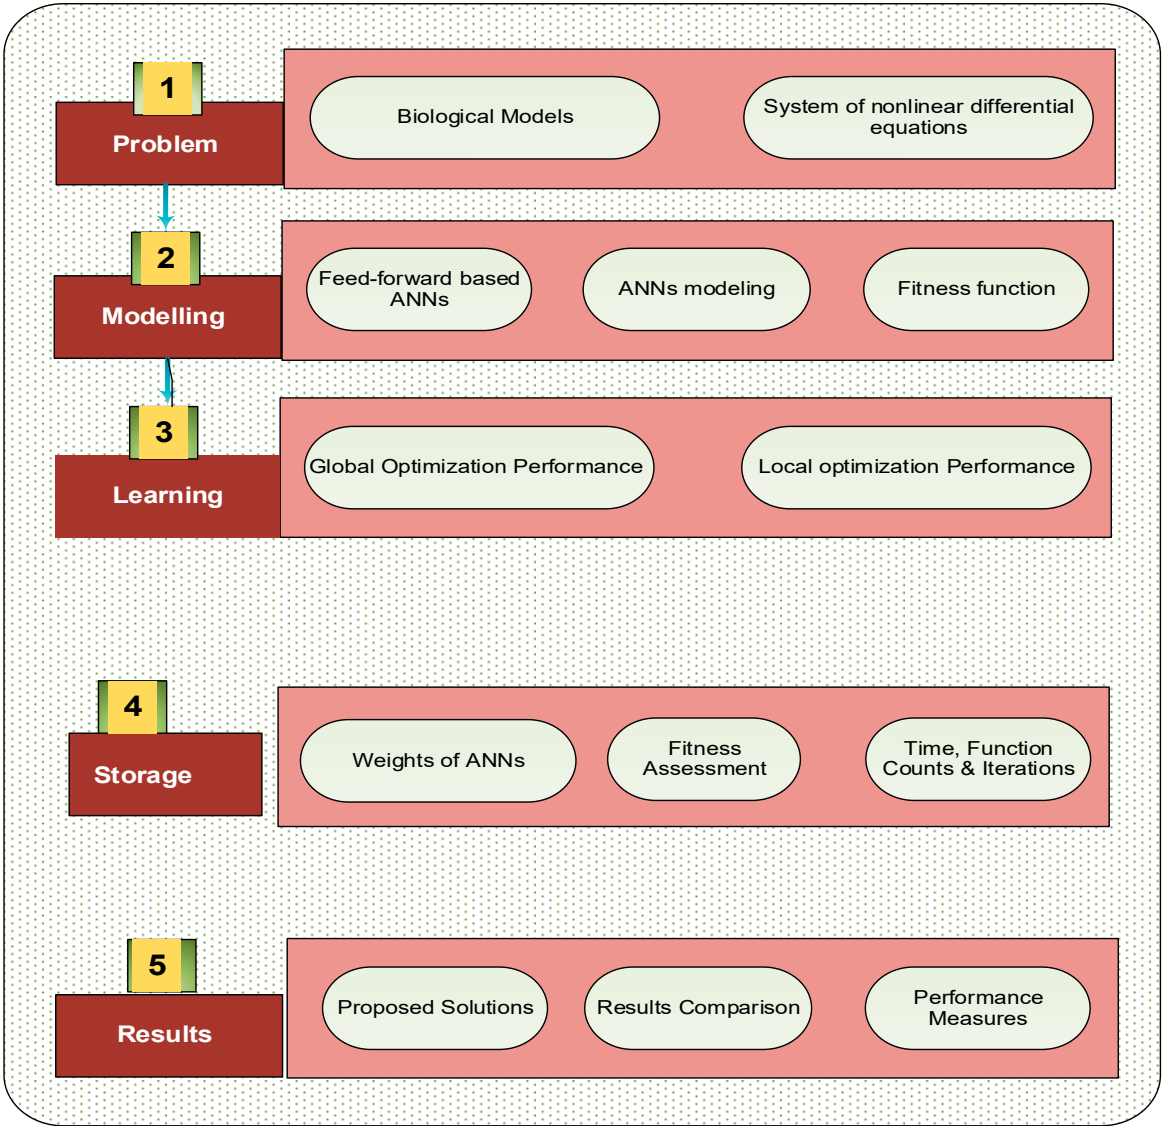 1
Problem
Biological Models
System of nonlinear differential
equations
2
Modelling
Feed-forward based
ANNs
ANNs modeling
Fitness function
3
Learning
Global Optimization Performance
Local optimization Performance
4
Storage
Weights of ANNs
Fitness
Assessment
Time, Function
Counts & Iterations
5
Results
Proposed Solutions
Results Comparison
Performance
Measures